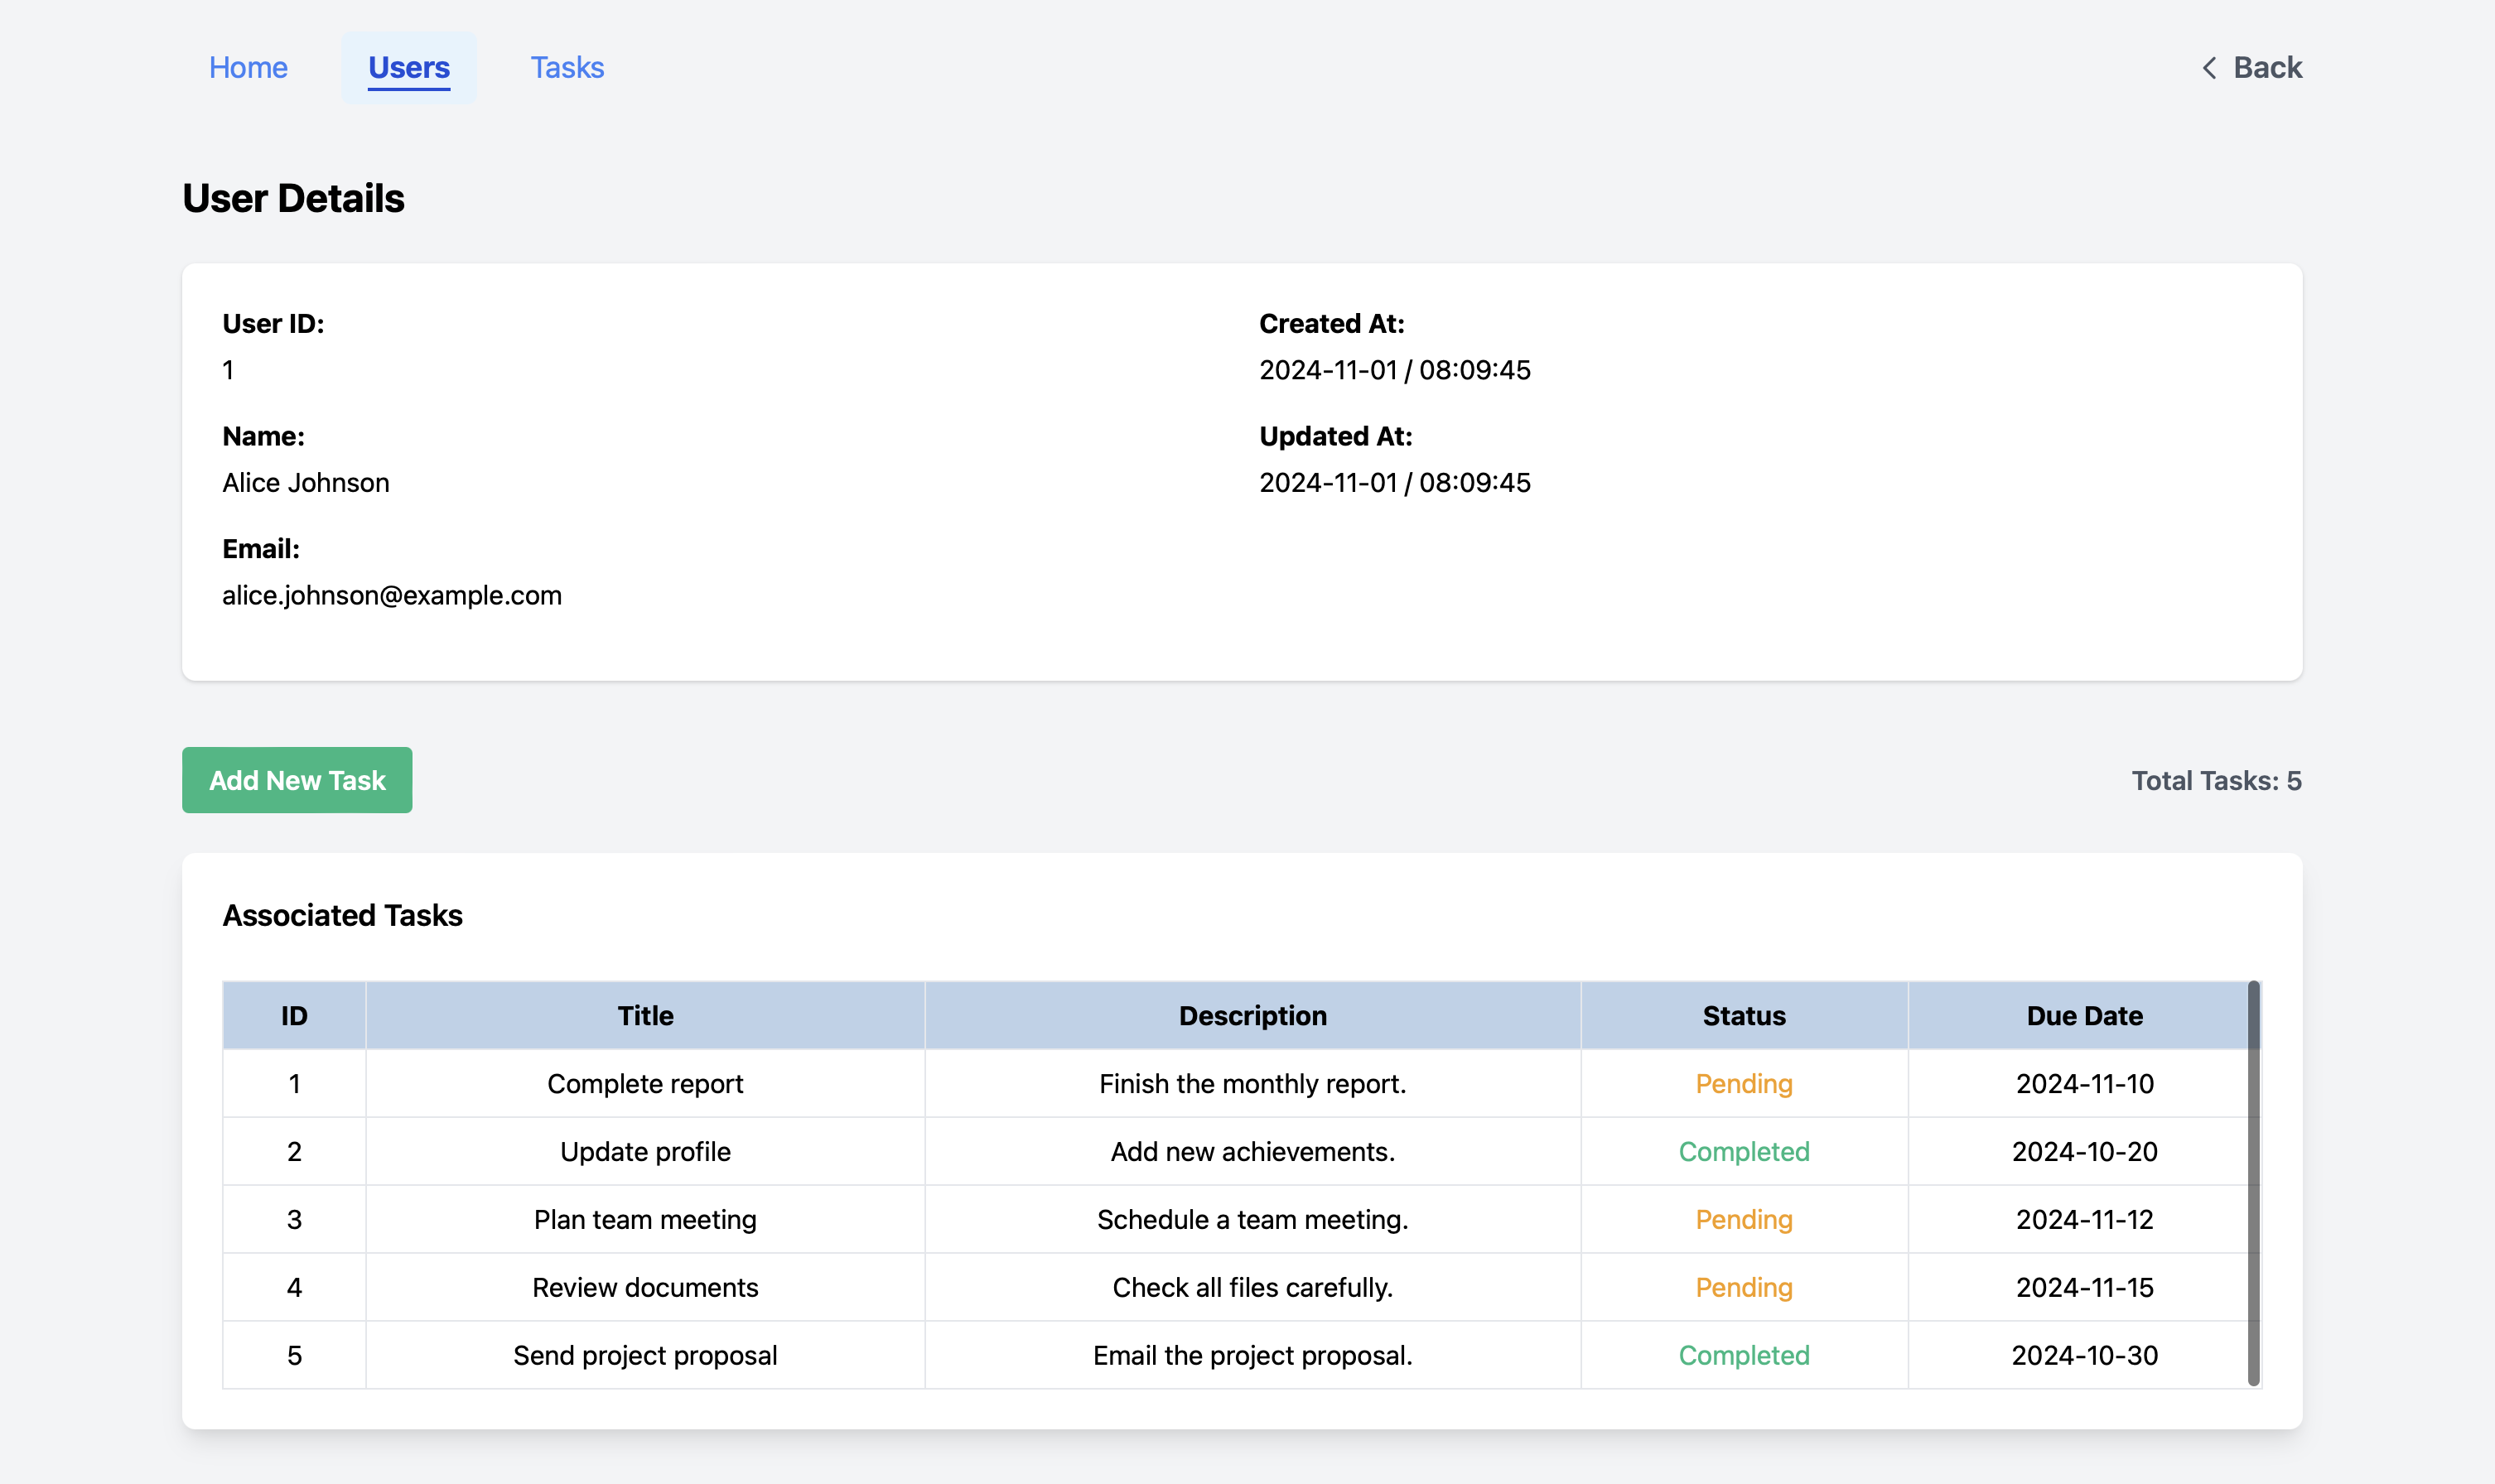 Home Users Tasks < Back
User Details
User ID:
1
Name:
Alice Johnson
Email:
alice.johnson@example.com
Created At:
2024-11-01 / 08:09:45
Updated At:
2024-11-01 / 08:09:45
Add New Task Total Tasks: 5
Associated Tasks
ID Title Description Status Due Date
1 Complete report Finish the monthly report. Pending 2024-11-10
2 Update profile Add new achievements. Completed 2024-10-20
3 Plan team meeting Schedule a team meeting. Pending 2024-11-12
4 Review documents Check all files carefully. Pending 2024-11-15
5 Send project proposal Email the project proposal. Completed 2024-10-30